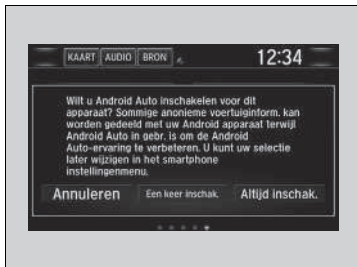 KAART AUDIO BRON 12:34
Wilt u Android Auto inschakelen voor dit
apparaat? Sommige anonieme voertuiginform. kan
worden gedeeld met uw Android apparaat terwijl
Android Auto in gebr. is om de Android
Auto-ervaring te verbeteren. U kunt uw selectie
later wijzigen in het smartphone
instellingenmenu.
Annuleren Een keer inschak. Altijd inschak.